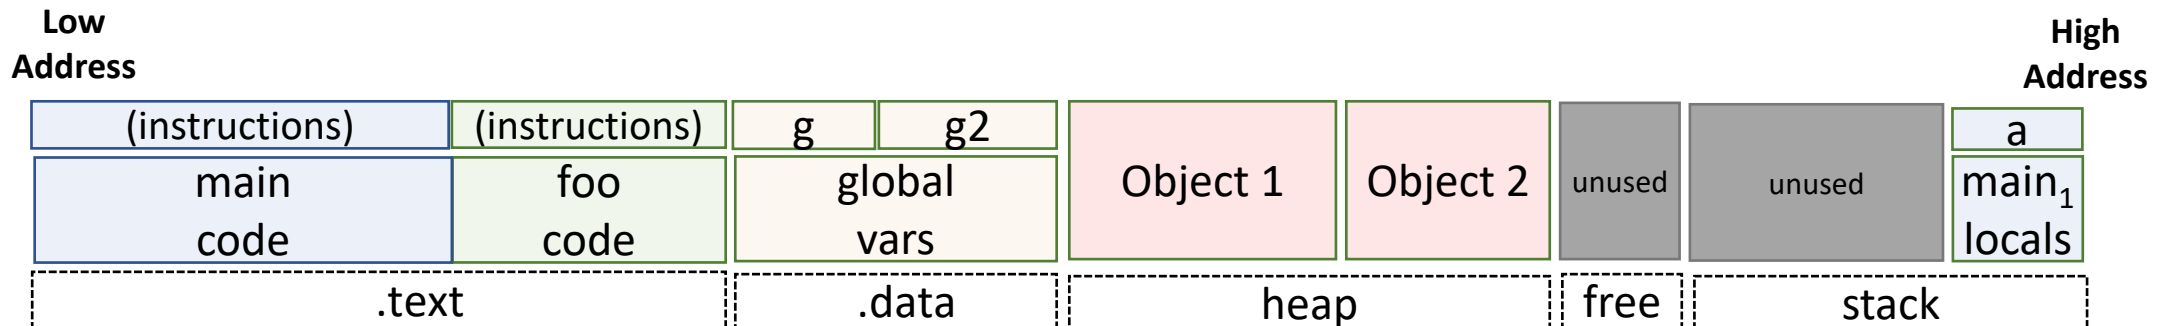 Low
Address
High
Address
(instructions)
(instructions)
g
g2
main
code
foo
code
global
vars
Object 1
Object 2
unused
unused
a
main₁
locals
.text
.data
heap
free
stack